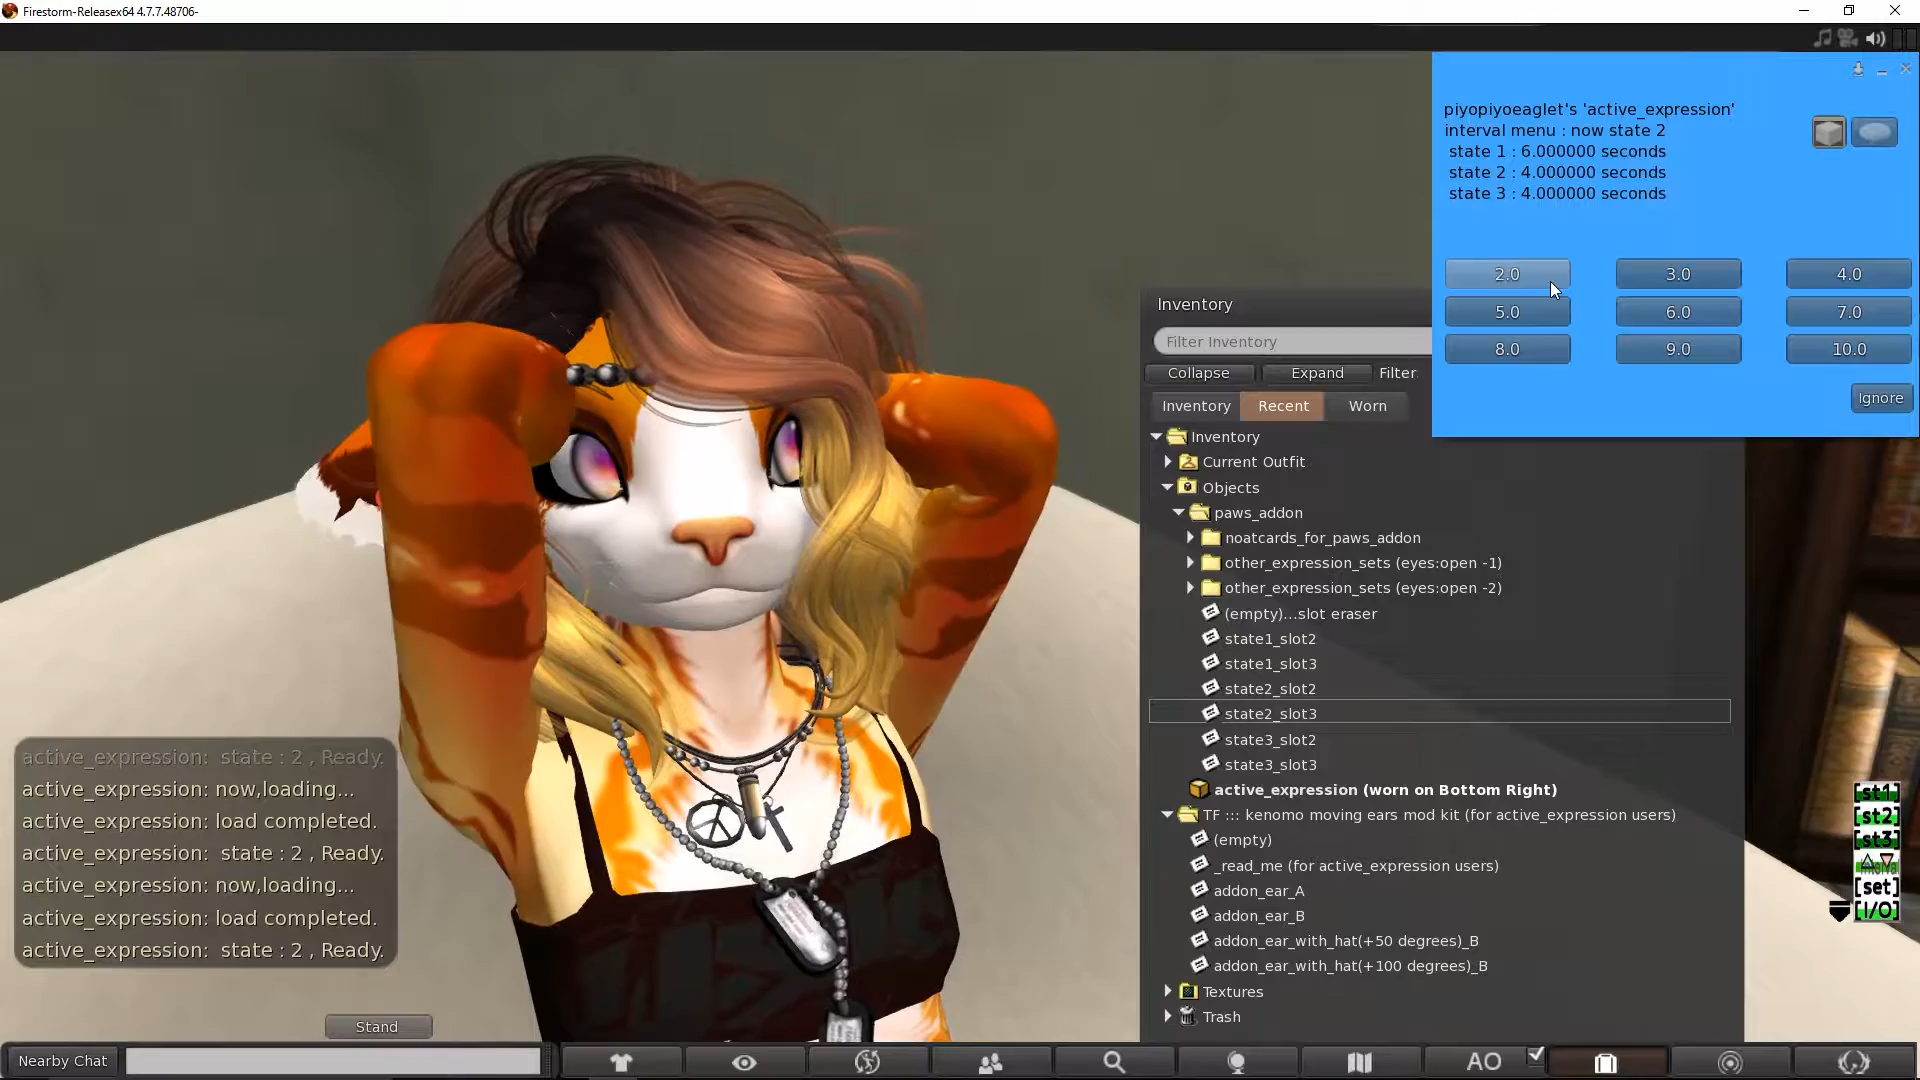 Firestorm-Releasex64 4.7.7.48706-
piyopiyoeaglet's 'active_expression'
interval menu : now state 2
state 1 : 6.000000 seconds
state 2 : 4.000000 seconds
state 3 : 4.000000 seconds
2.0 3.0 4.0
5.0 6.0 7.0
8.0 9.0 10.0
Ignore
Inventory
Filter Inventory
Collapse Expand Filter
Inventory Recent Worn
Inventory
Current Outfit
Objects
paws_addon
noatcards_for_paws_addon
other_expression_sets (eyes:open -1)
other_expression_sets (eyes:open -2)
(empty)...slot eraser
state1_slot2
state1_slot3
state2_slot2
state2_slot3
state3_slot2
state3_slot3
active_expression (worn on Bottom Right)
TF ::: kenomo moving ears mod kit (for active_expression users)
(empty)
_read_me (for active_expression users)
addon_ear_A
addon_ear_B
addon_ear_with_hat(+50 degrees)_B
addon_ear_with_hat(+100 degrees)_B
Textures
Trash
active_expression: state : 2 , Ready.
active_expression: now,loading...
active_expression: load completed.
active_expression: state : 2 , Ready.
active_expression: now,loading...
active_expression: load completed.
active_expression: state : 2 , Ready.
[st1]
[st2]
[st3]
[set]
[I/O]
Stand
Nearby Chat
AO